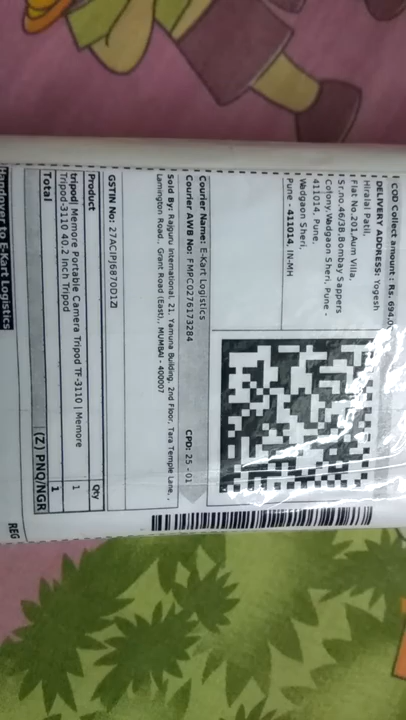 COD Collect amount : Rs. 694.0
DELIVERY ADDRESS: Yogesh
Hiralal Patil,
Flat No.201,Aum Villa,
Sr.no.46/3B,Bombay Sappers
Colony,Wadgaon Sheri, Pune -
411014, Pune,
Wadgaon Sheri,
Pune - 411014, IN-MH
Courier Name: E-Kart Logistics
Courier AWB No: FMPC0276173284
CPD: 25 - 01
Sold By: Rajguru International, 21, Yamuna Building, 2nd Floor, Tara Temple Lane, ,
Lamington Road., Grant Road (East)., MUMBAI - 400007
GSTIN No: 27ACIPJ6870D1ZJ
Product Qty
tripod| Memore Portable Camera Tripod TF-3110 | Memore 1
Tripod-3110 40.2 Inch Tripod
Total 1
(Z) PNQ/NGR
Handover to E-Kart Logistics
REG